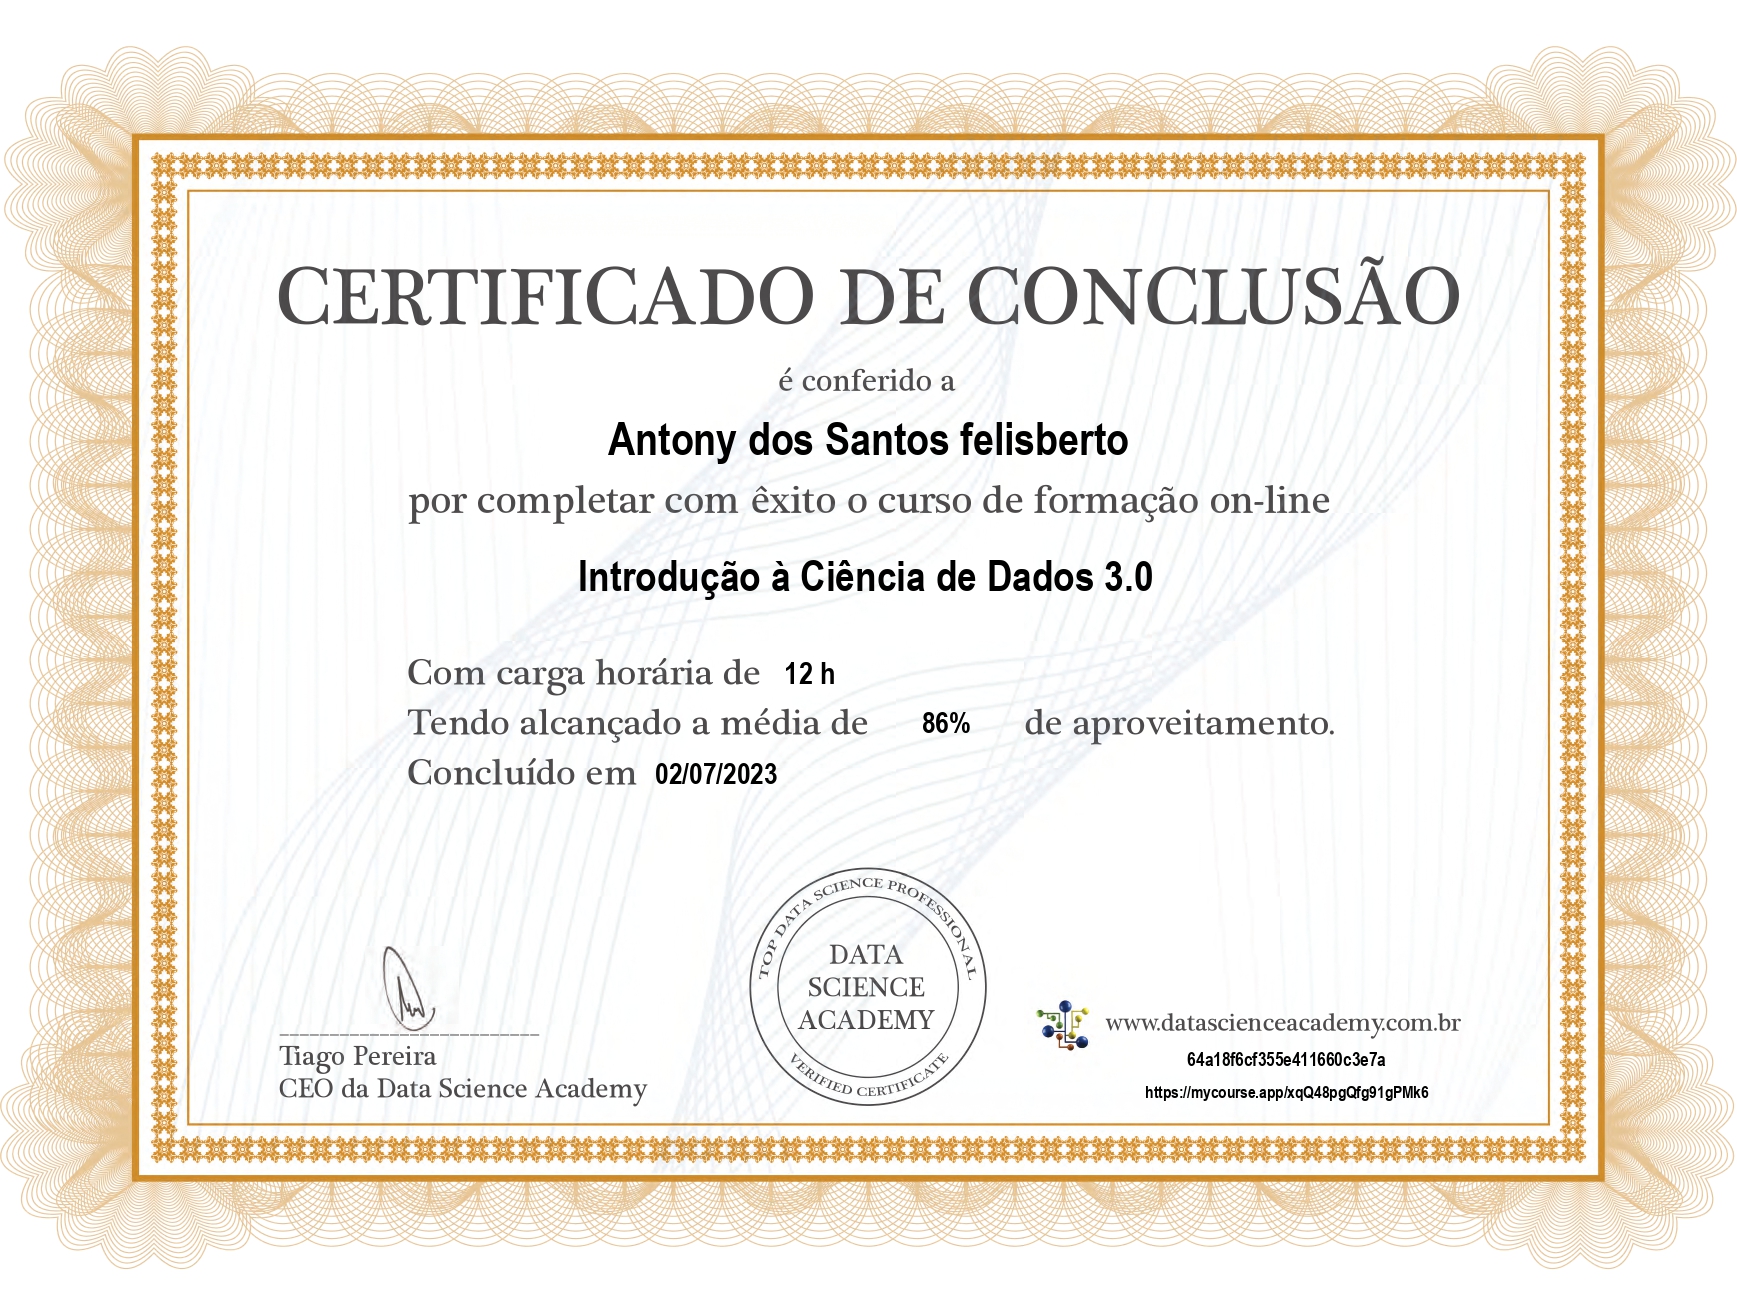 CERTIFICADO DE CONCLUSÃO
é conferido a
Antony dos Santos felisberto
por completar com êxito o curso de formação on-line
Introdução à Ciência de Dados 3.0
Com carga horária de 12 h
Tendo alcançado a média de 86% de aproveitamento.
Concluído em 02/07/2023
TOP DATA SCIENCE PROFESSIONAL
DATA
SCIENCE
ACADEMY
VERIFIED CERTIFICATE
Tiago Pereira
CEO da Data Science Academy
www.datascienceacademy.com.br
64a18f6cf355e411660c3e7a
https://mycourse.app/xqQ48pgQfg91gPMk6